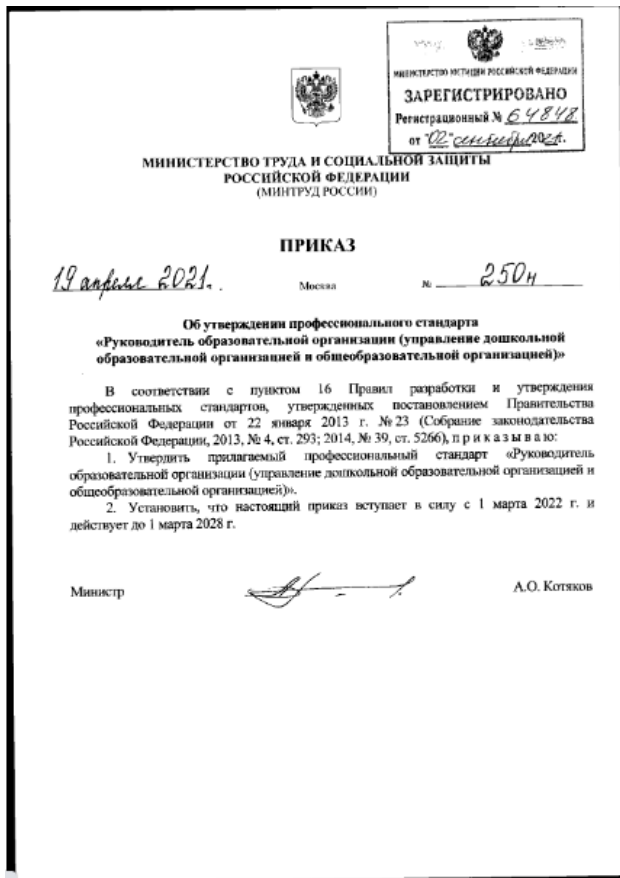 МИНИСТЕРСТВО ЮСТИЦИИ РОССИЙСКОЙ ФЕДЕРАЦИИ
ЗАРЕГИСТРИРОВАНО
Регистрационный № 64848
от "02" сентября 2021.
МИНИСТЕРСТВО ТРУДА И СОЦИАЛЬНОЙ ЗАЩИТЫ
РОССИЙСКОЙ ФЕДЕРАЦИИ
(МИНТРУД РОССИИ)
ПРИКАЗ
19 апреля 2021г. Москва № 250н
Об утверждении профессионального стандарта
«Руководитель образовательной организации (управление дошкольной
образовательной организацией и общеобразовательной организацией)»
В соответствии с пунктом 16 Правил разработки и утверждения
профессиональных стандартов, утвержденных постановлением Правительства
Российской Федерации от 22 января 2013 г. № 23 (Собрание законодательства
Российской Федерации, 2013, № 4, ст. 293; 2014, № 39, ст. 5266), п р и к а з ы в а ю:
1. Утвердить прилагаемый профессиональный стандарт «Руководитель
образовательной организации (управление дошкольной образовательной организацией и
общеобразовательной организацией)».
2. Установить, что настоящий приказ вступает в силу с 1 марта 2022 г. и
действует до 1 марта 2028 г.
Министр А.О. Котяков